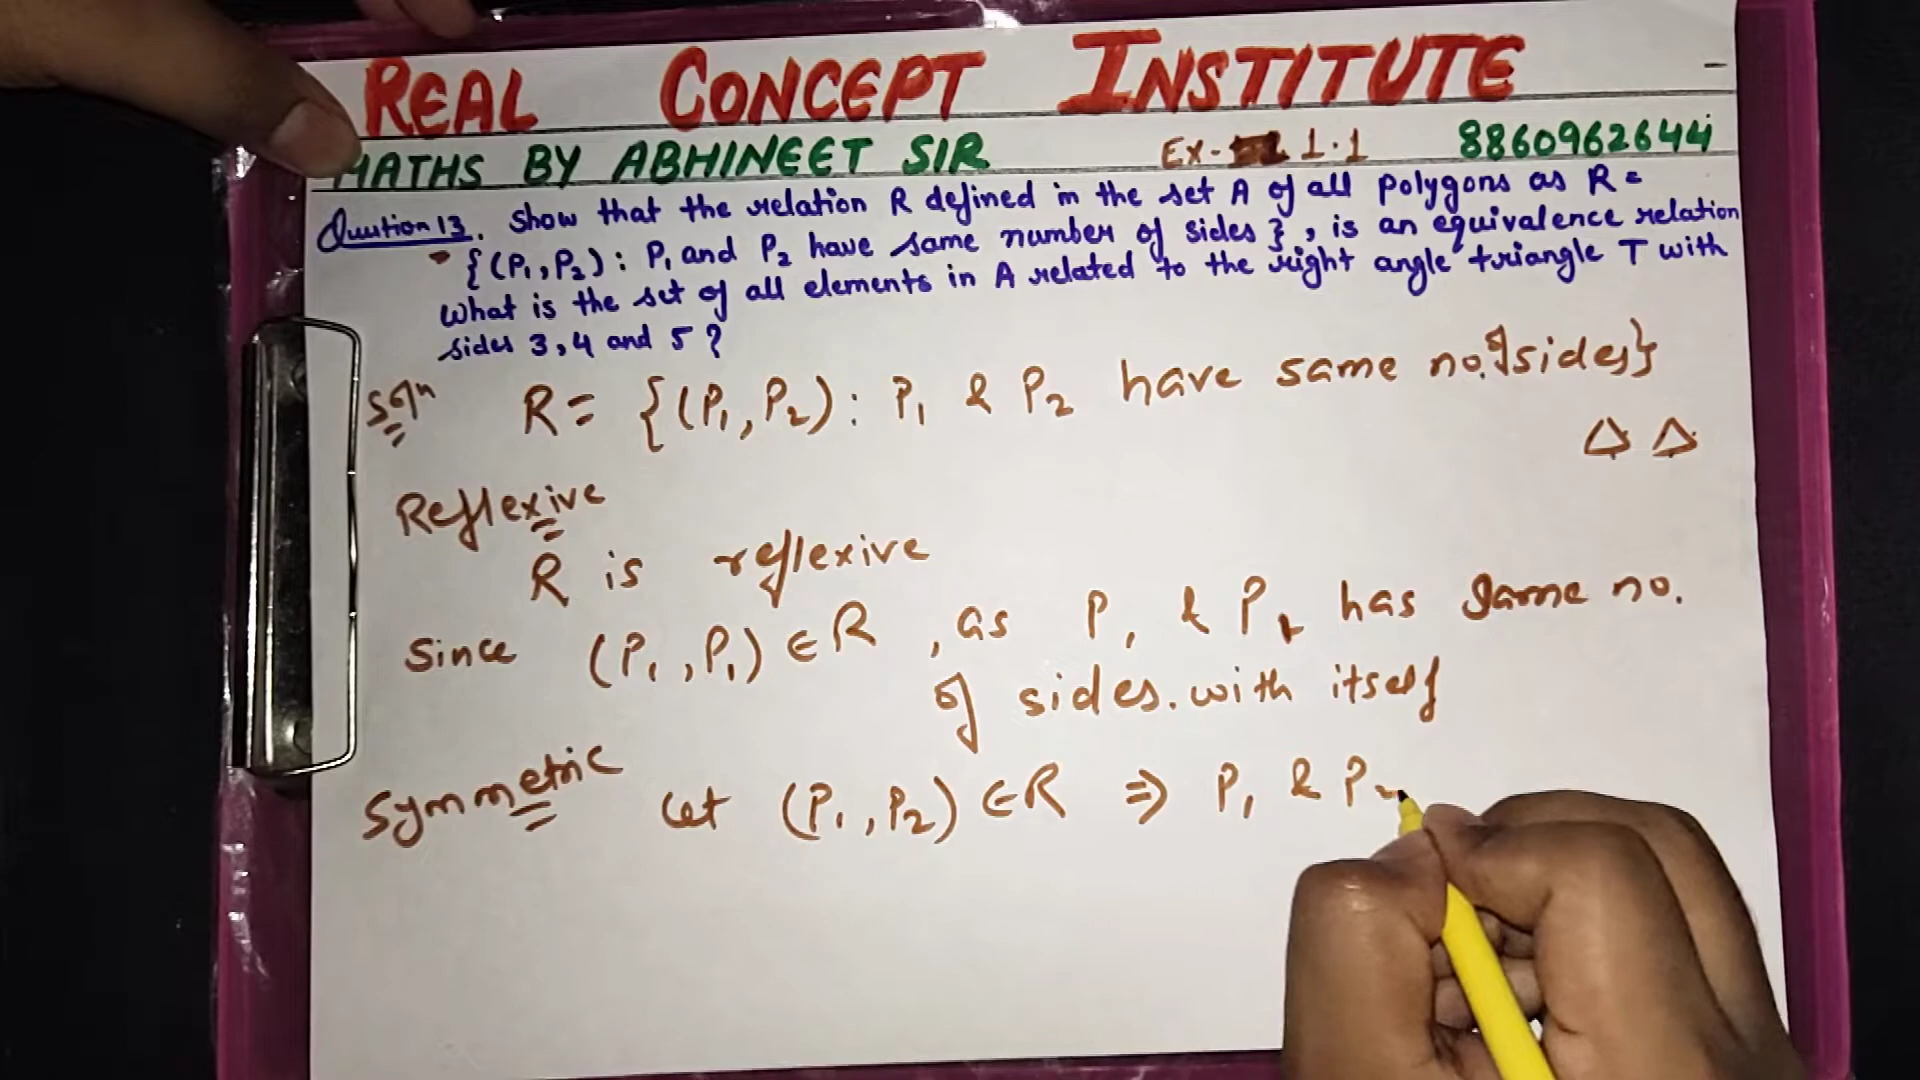 REAL CONCEPT INSTITUTE
MATHS BY ABHINEET SIR EX- 1.1 8860962644
Question 13. Show that the relation R defined in the set A of all polygons as R =
{(P₁, P₂) : P₁ and P₂ have same number of sides}, is an equivalence relation
What is the set of all elements in A related to the right angle triangle T with
sides 3, 4 and 5 ?
Solⁿ R = {(P₁, P₂) : P₁ & P₂ have same no. of sides}
Δ Δ
Reflexive
R is reflexive
Since (P₁, P₁) ∈ R , as P₁ & P₂ has same no.
of sides. with itself
Symmetric Let (P₁, P₂) ∈ R ⇒ P₁ & P₂